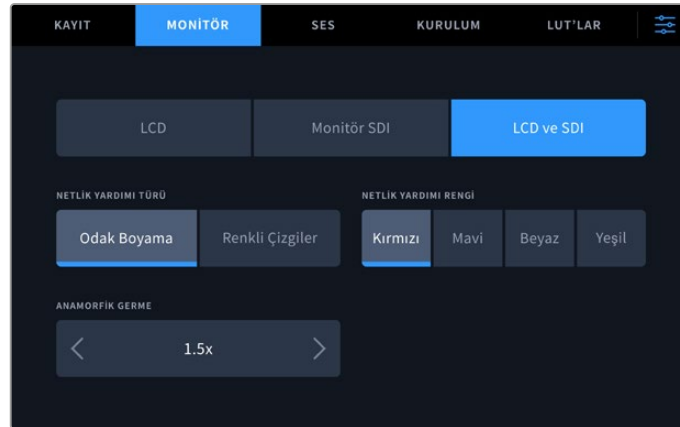 KAYIT MONİTÖR SES KURULUM LUT'LAR
LCD Monitör SDI LCD ve SDI
NETLİK YARDIMI TÜRÜ NETLİK YARDIMI RENGİ
Odak Boyama Renkli Çizgiler Kırmızı Mavi Beyaz Yeşil
ANAMORFİK GERME
1.5x